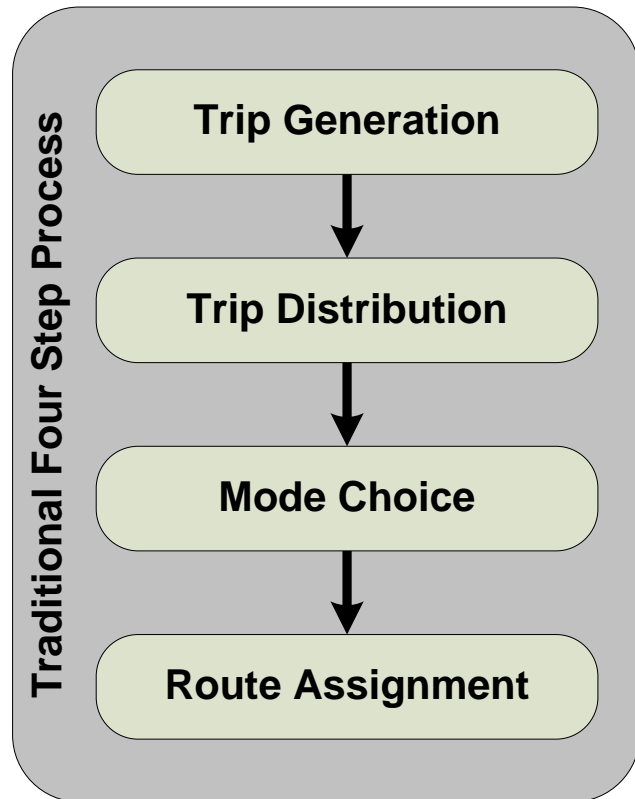 Traditional Four Step Process
Trip Generation
Trip Distribution
Mode Choice
Route Assignment